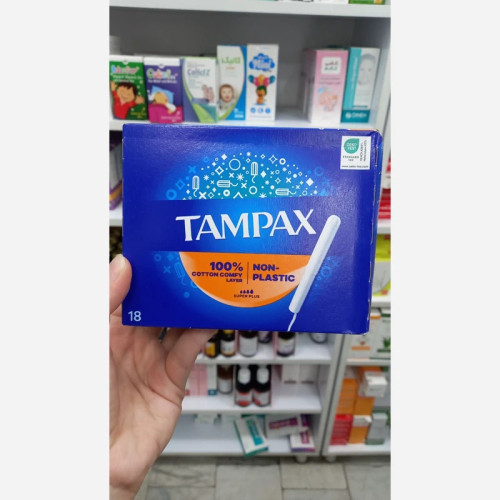 TAMPAX
100%
COTTON COMFY
LAYER
NON-
PLASTIC
SUPER PLUS
18